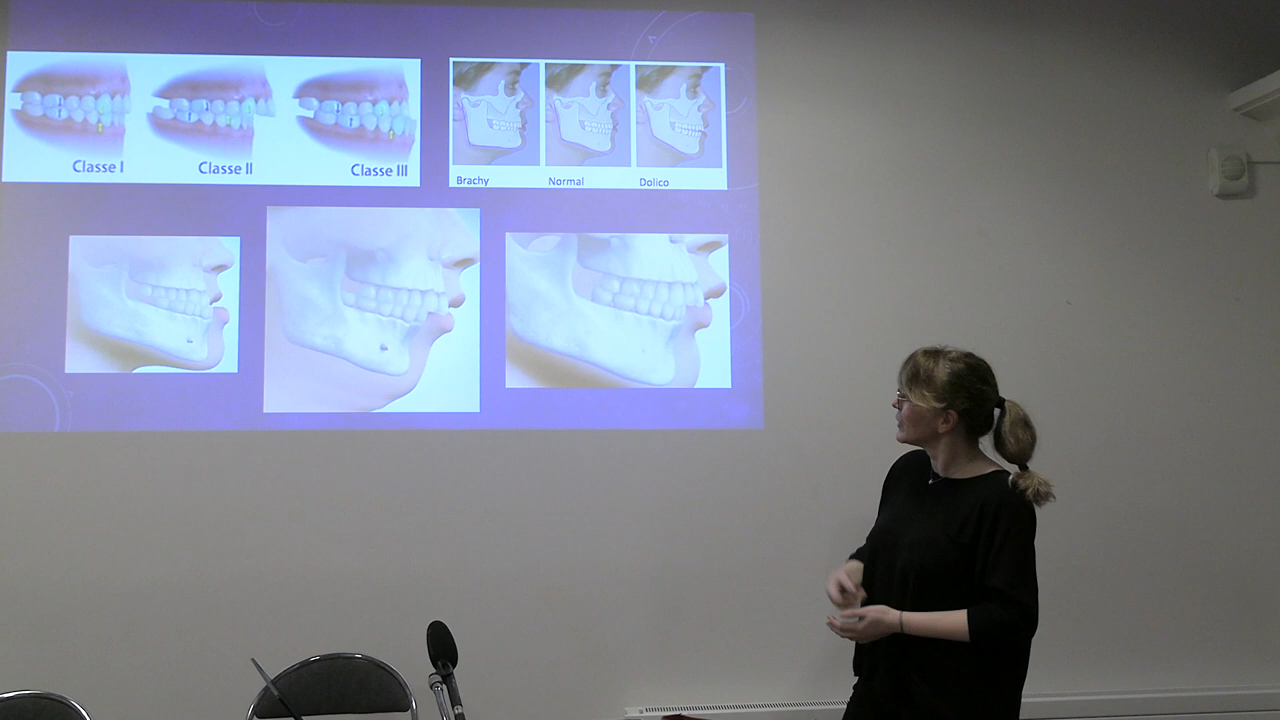 Classe I
Classe II
Classe III
Brachy
Normal
Dolico